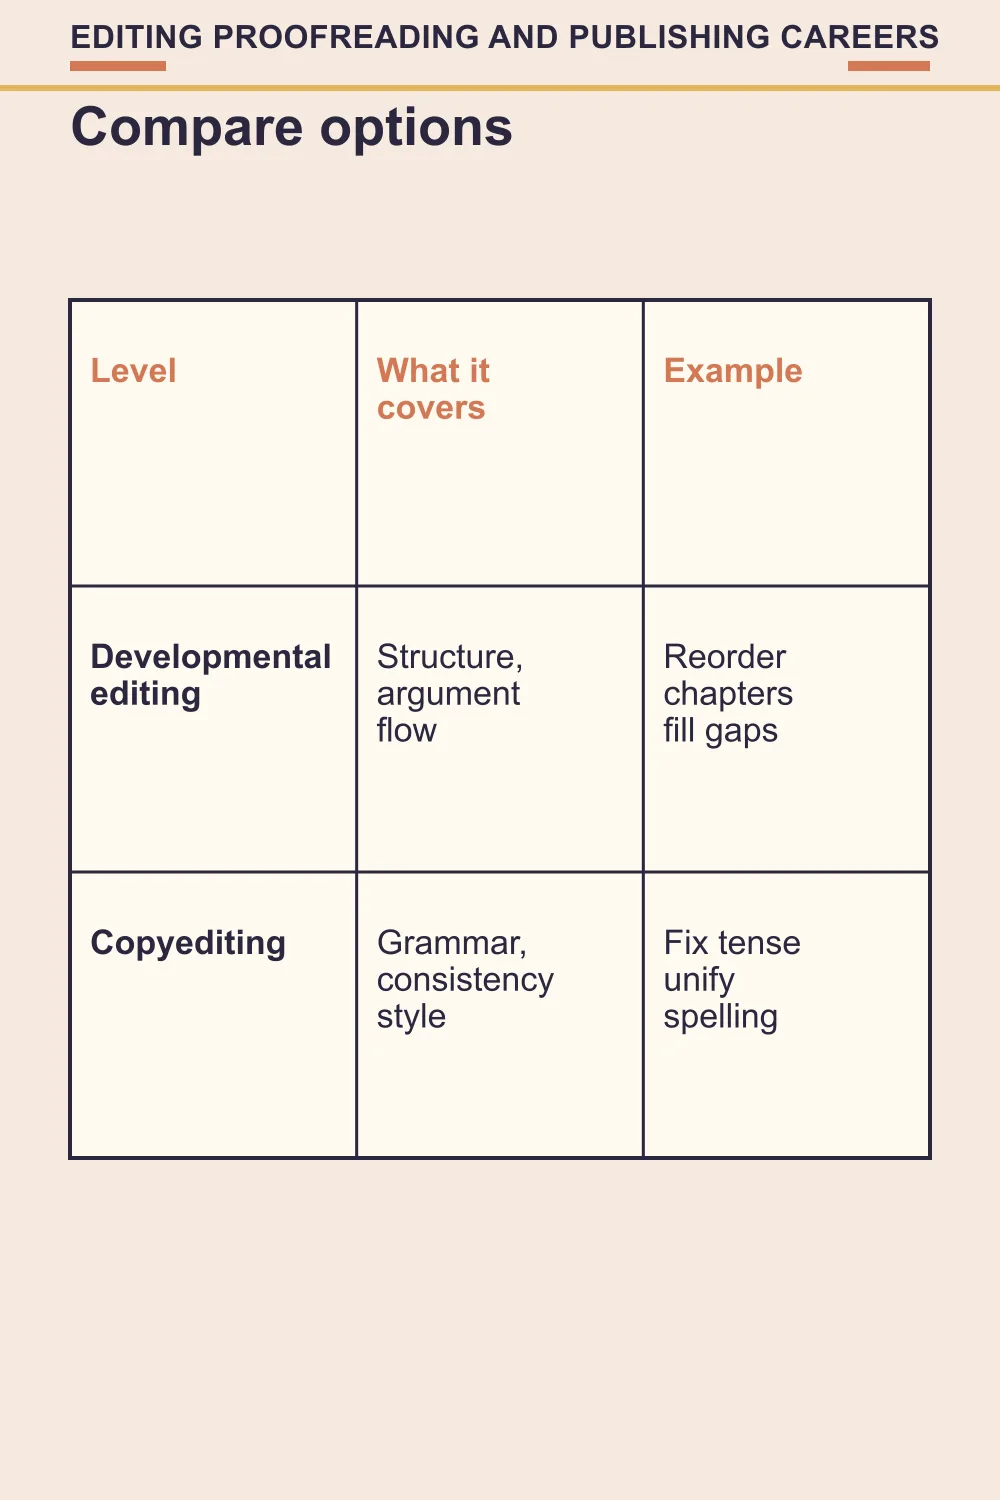 EDITING PROOFREADING AND PUBLISHING CAREERS
Compare options
Level
What it
covers
Example
Developmental
editing
Structure,
argument
flow
Reorder
chapters
fill gaps
Copyediting
Grammar,
consistency
style
Fix tense
unify
spelling